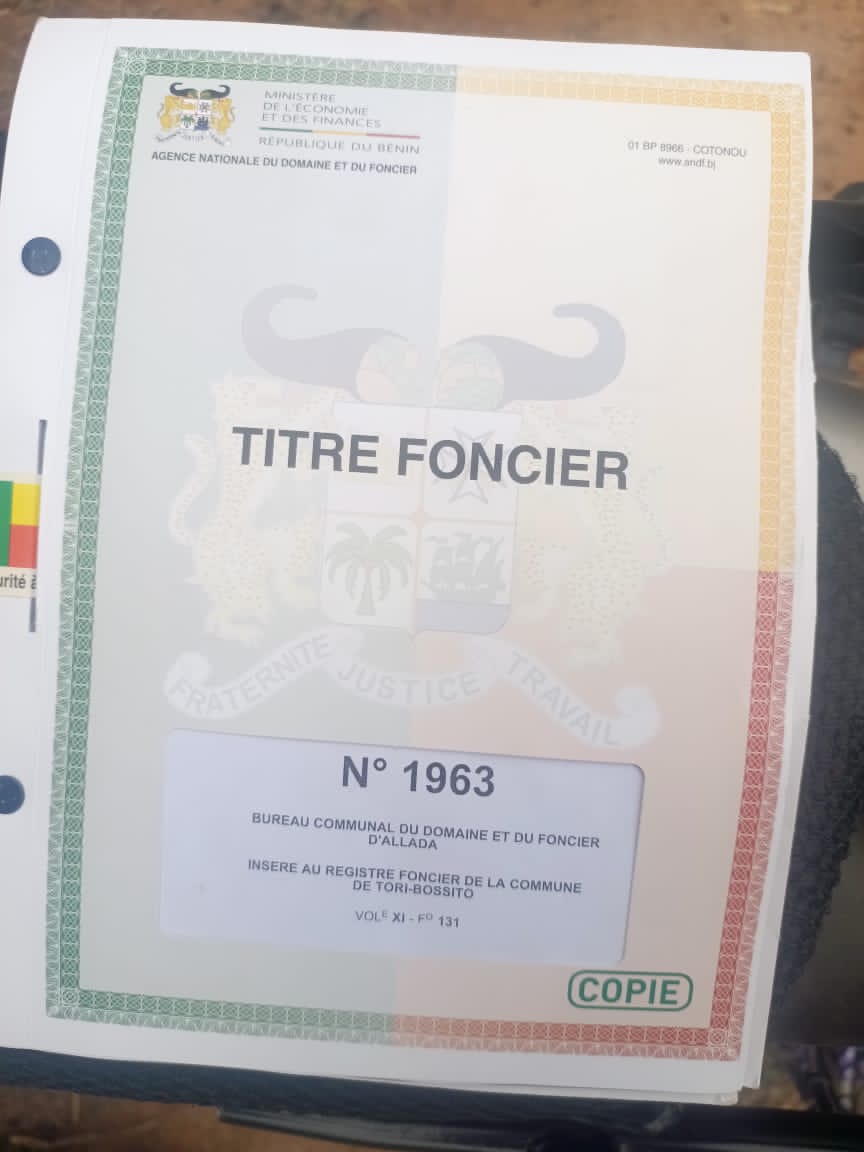 MINISTÈRE
DE L'ÉCONOMIE
ET DES FINANCES
RÉPUBLIQUE DU BÉNIN
AGENCE NATIONALE DU DOMAINE ET DU FONCIER
01 BP 8966 - COTONOU
www.andf.bj
TITRE FONCIER
FRATERNITE JUSTICE TRAVAIL
N° 1963
BUREAU COMMUNAL DU DOMAINE ET DU FONCIER
D'ALLADA
INSERE AU REGISTRE FONCIER DE LA COMMUNE
DE TORI-BOSSITO
VOLE XI - FO 131
COPIE